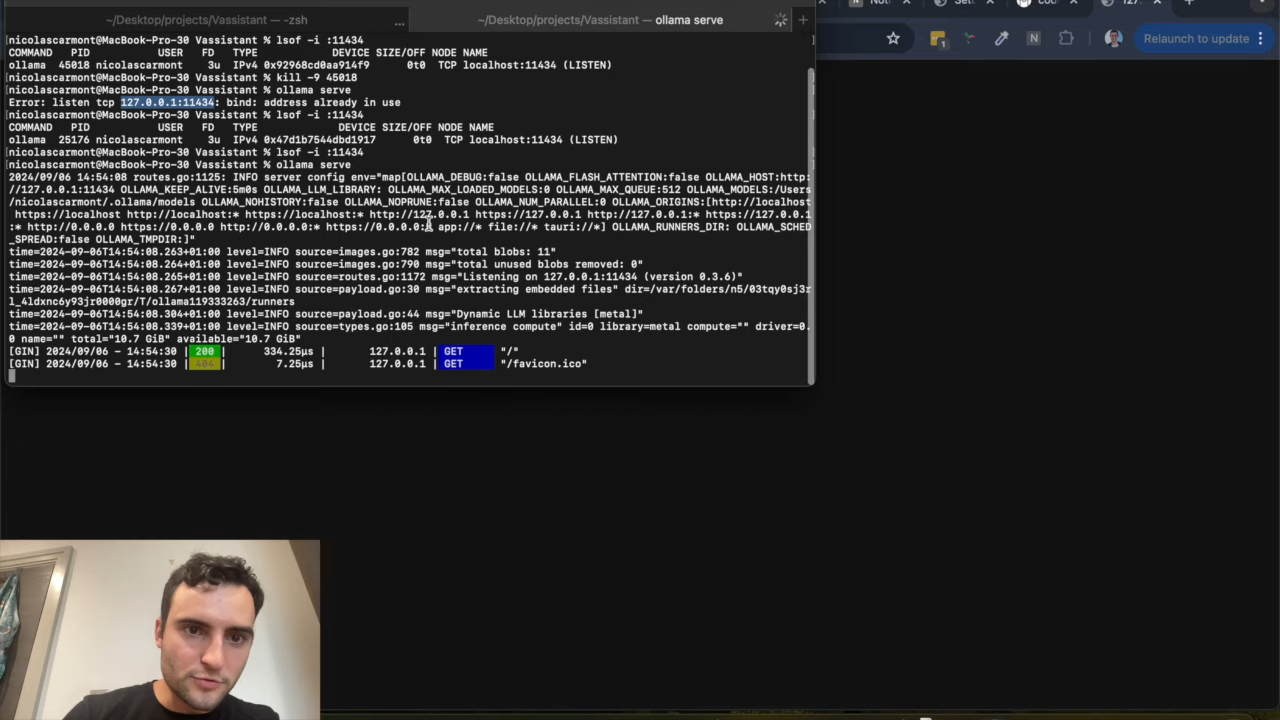 ~/Desktop/projects/Vassistant — -zsh
...
~/Desktop/projects/Vassistant — ollama serve
+
Relaunch to update
[nicolascarmont@MacBook-Pro-30 Vassistant % lsof -i :11434
COMMAND PID USER FD TYPE DEVICE SIZE/OFF NODE NAME
ollama 45018 nicolascarmont 3u IPv4 0x92968cd0aa914f9 0t0 TCP localhost:11434 (LISTEN)
[nicolascarmont@MacBook-Pro-30 Vassistant % kill -9 45018
[nicolascarmont@MacBook-Pro-30 Vassistant % ollama serve
Error: listen tcp 127.0.0.1:11434: bind: address already in use
[nicolascarmont@MacBook-Pro-30 Vassistant % lsof -i :11434
COMMAND PID USER FD TYPE DEVICE SIZE/OFF NODE NAME
ollama 25176 nicolascarmont 3u IPv4 0x47d1b7544dbd1917 0t0 TCP localhost:11434 (LISTEN)
[nicolascarmont@MacBook-Pro-30 Vassistant % lsof -i :11434
[nicolascarmont@MacBook-Pro-30 Vassistant % ollama serve
2024/09/06 14:54:08 routes.go:1125: INFO server config env="map[OLLAMA_DEBUG:false OLLAMA_FLASH_ATTENTION:false OLLAMA_HOST:http:
//127.0.0.1:11434 OLLAMA_KEEP_ALIVE:5m0s OLLAMA_LLM_LIBRARY: OLLAMA_MAX_LOADED_MODELS:0 OLLAMA_MAX_QUEUE:512 OLLAMA_MODELS:/Users
/nicolascarmont/.ollama/models OLLAMA_NOHISTORY:false OLLAMA_NOPRUNE:false OLLAMA_NUM_PARALLEL:0 OLLAMA_ORIGINS:[http://localhost
https://localhost http://localhost:* https://localhost:* http://127.0.0.1 https://127.0.0.1 http://127.0.0.1:* https://127.0.0.1
:* http://0.0.0.0 https://0.0.0.0 http://0.0.0.0:* https://0.0.0.0:* app://* file://* tauri://*] OLLAMA_RUNNERS_DIR: OLLAMA_SCHED
_SPREAD:false OLLAMA_TMPDIR:]"
time=2024-09-06T14:54:08.263+01:00 level=INFO source=images.go:782 msg="total blobs: 11"
time=2024-09-06T14:54:08.264+01:00 level=INFO source=images.go:790 msg="total unused blobs removed: 0"
time=2024-09-06T14:54:08.265+01:00 level=INFO source=routes.go:1172 msg="Listening on 127.0.0.1:11434 (version 0.3.6)"
time=2024-09-06T14:54:08.267+01:00 level=INFO source=payload.go:30 msg="extracting embedded files" dir=/var/folders/n5/03tqy0sj3r
l_4ldxnc6y93jr0000gr/T/ollama119333263/runners
time=2024-09-06T14:54:08.304+01:00 level=INFO source=payload.go:44 msg="Dynamic LLM libraries [metal]"
time=2024-09-06T14:54:08.339+01:00 level=INFO source=types.go:105 msg="inference compute" id=0 library=metal compute="" driver=0.
0 name="" total="10.7 GiB" available="10.7 GiB"
[GIN] 2024/09/06 - 14:54:30 | 200 | 334.25µs | 127.0.0.1 | GET "/"
[GIN] 2024/09/06 - 14:54:30 | 404 | 7.25µs | 127.0.0.1 | GET "/favicon.ico"